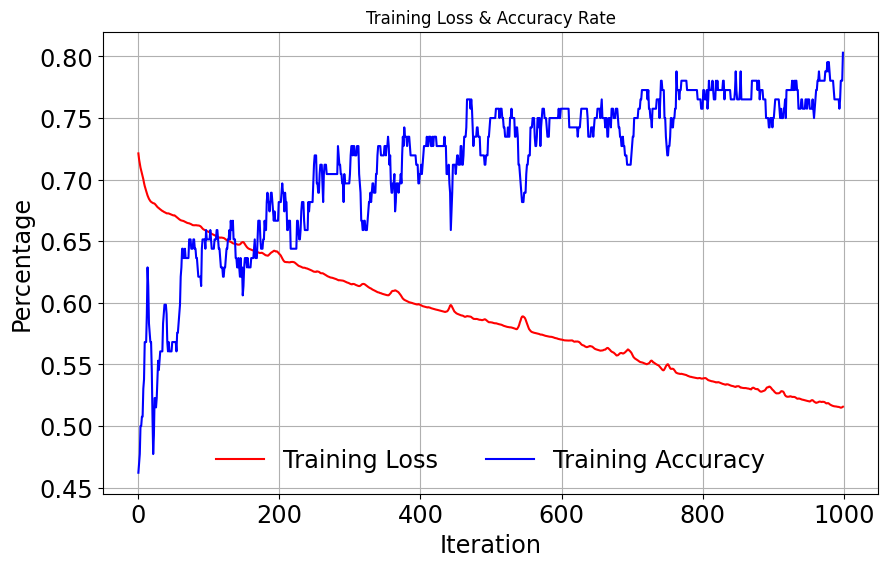 Training Loss & Accuracy Rate
0.80
0.75
0.70
0.65
0.60
0.55
0.50
0.45
Percentage
Training Loss
Training Accuracy
0 200 400 600 800 1000
Iteration